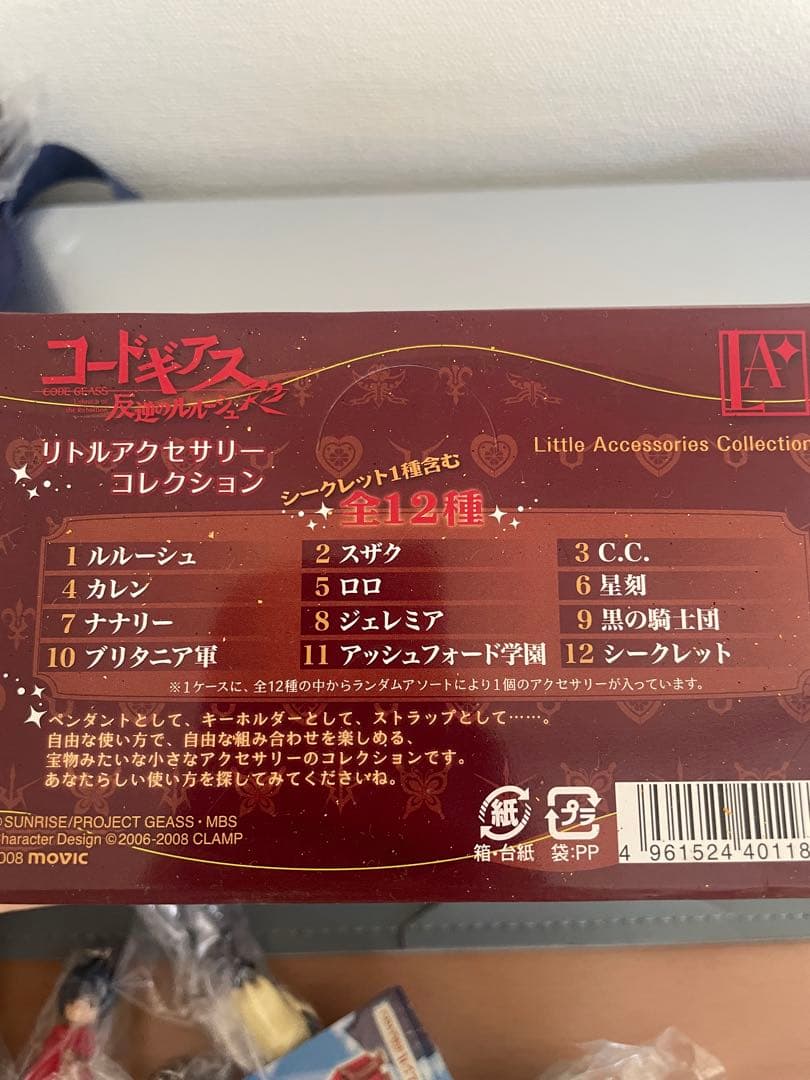 コードギアス
CODE GEASS
反逆のルルーシュ R2
LA
リトルアクセサリー
コレクション
Little Accessories Collection
シークレット1種含む
全12種
1 ルルーシュ 2 スザク 3 C.C.
4 カレン 5 ロロ 6 星刻
7 ナナリー 8 ジェレミア 9 黒の騎士団
10 ブリタニア軍 11 アッシュフォード学園 12 シークレット
※1ケースに、全12種の中からランダムアソートにより1個のアクセサリーが入っています。
ペンダントとして、キーホルダーとして、ストラップとして……。
自由な使い方で、自由な組み合わせを楽しめる、
宝物みたいな小さなアクセサリーのコレクションです。
あなたらしい使い方を探してみてくださいね。
©SUNRISE/PROJECT GEASS・MBS
Character Design ©2006-2008 CLAMP
008 movic
紙 プラ
箱・台紙 袋:PP
4 961524 40118